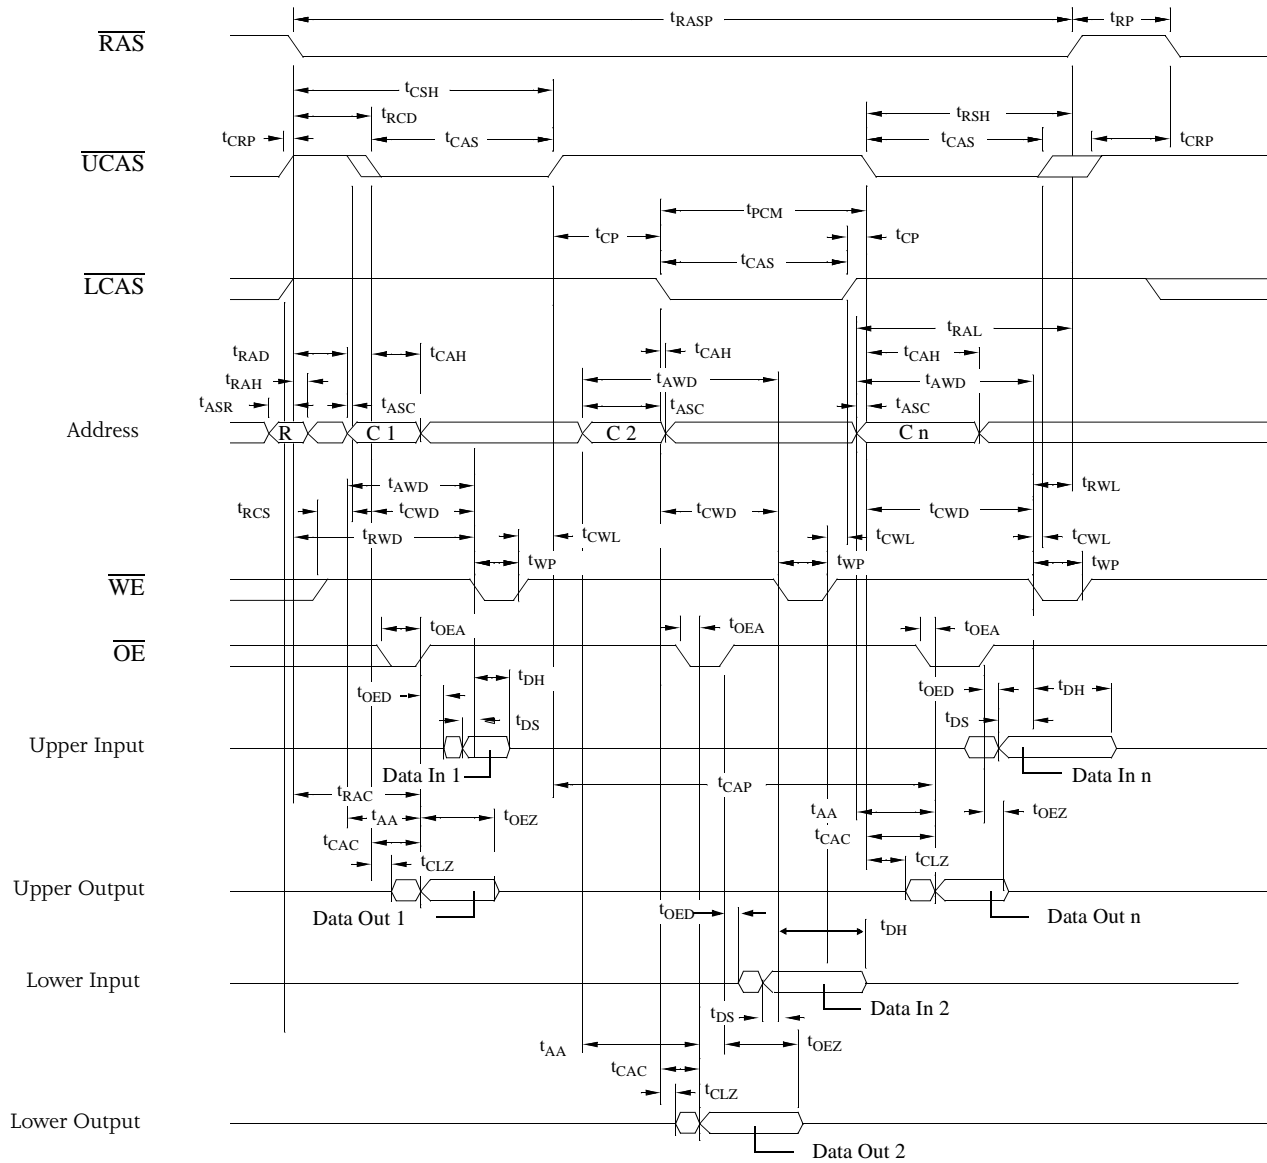 tRASP tRP
RAS
tCSH
tRCD tRSH
tCRP tCAS tCAS tCRP
UCAS
tPCM
tCP tCP
tCAS
LCAS
tRAL
tRAD tCAH tCAH tCAH
tRAH tAWD tAWD
tASR tASC tASC tASC
Address R C 1 C 2 C n
tAWD tRWL
tRCS tCWD tCWD tCWD
tRWD tCWL tCWL tCWL
tWP tWP tWP
WE
tOEA tOEA tOEA
OE
tDH tDH
tOED tOED
tDS tDS
Upper Input
Data In 1 Data In n
tRAC tCAP
tAA tOEZ tAA tOEZ
tCAC tCAC
tCLZ tCLZ
Upper Output
Data Out 1 Data Out n
tOED tDH
Lower Input
Data In 2
tDS
tAA tOEZ
tCAC
tCLZ
Lower Output
Data Out 2